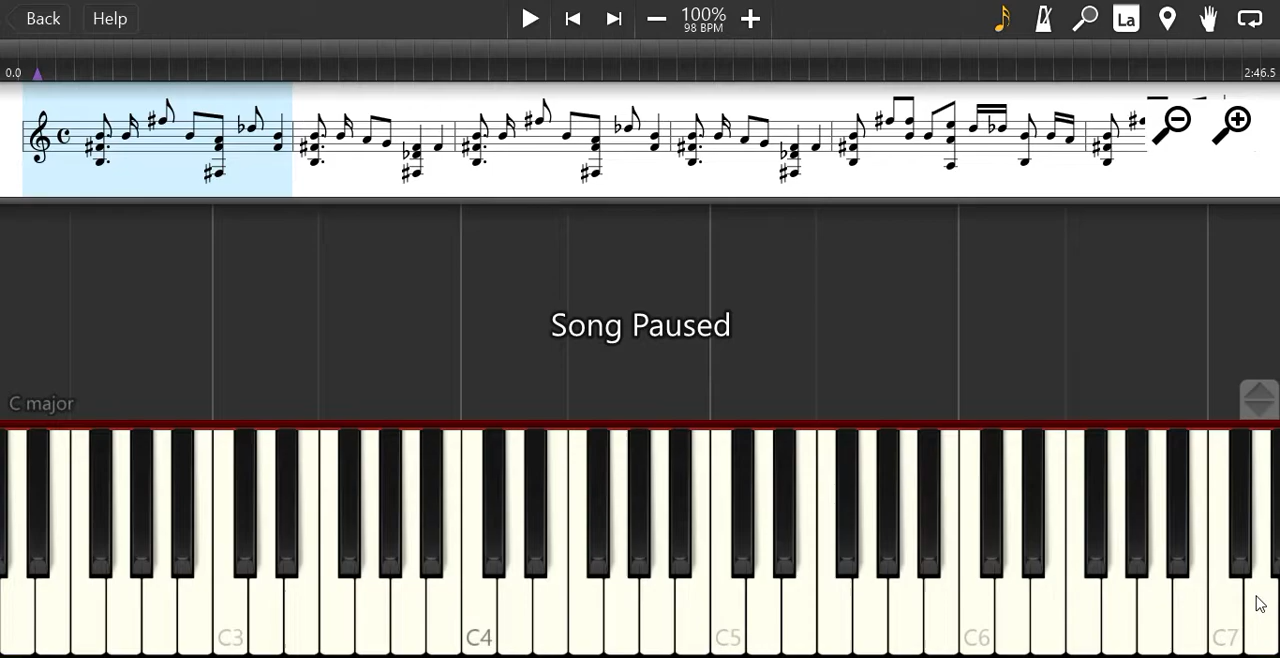 Back Help 100% La
98 BPM
0.0 2:46.5
Song Paused
C major
C3 C4 C5 C6 C7